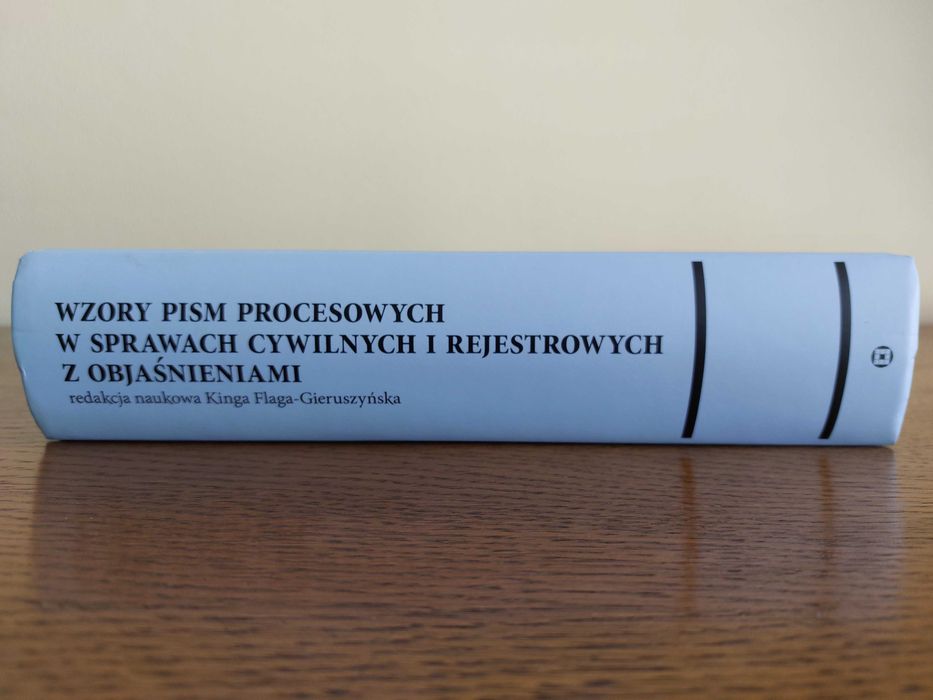 WZORY PISM PROCESOWYCH
W SPRAWACH CYWILNYCH I REJESTROWYCH
Z OBJAŚNIENIAMI
redakcja naukowa Kinga Flaga-Gieruszyńska